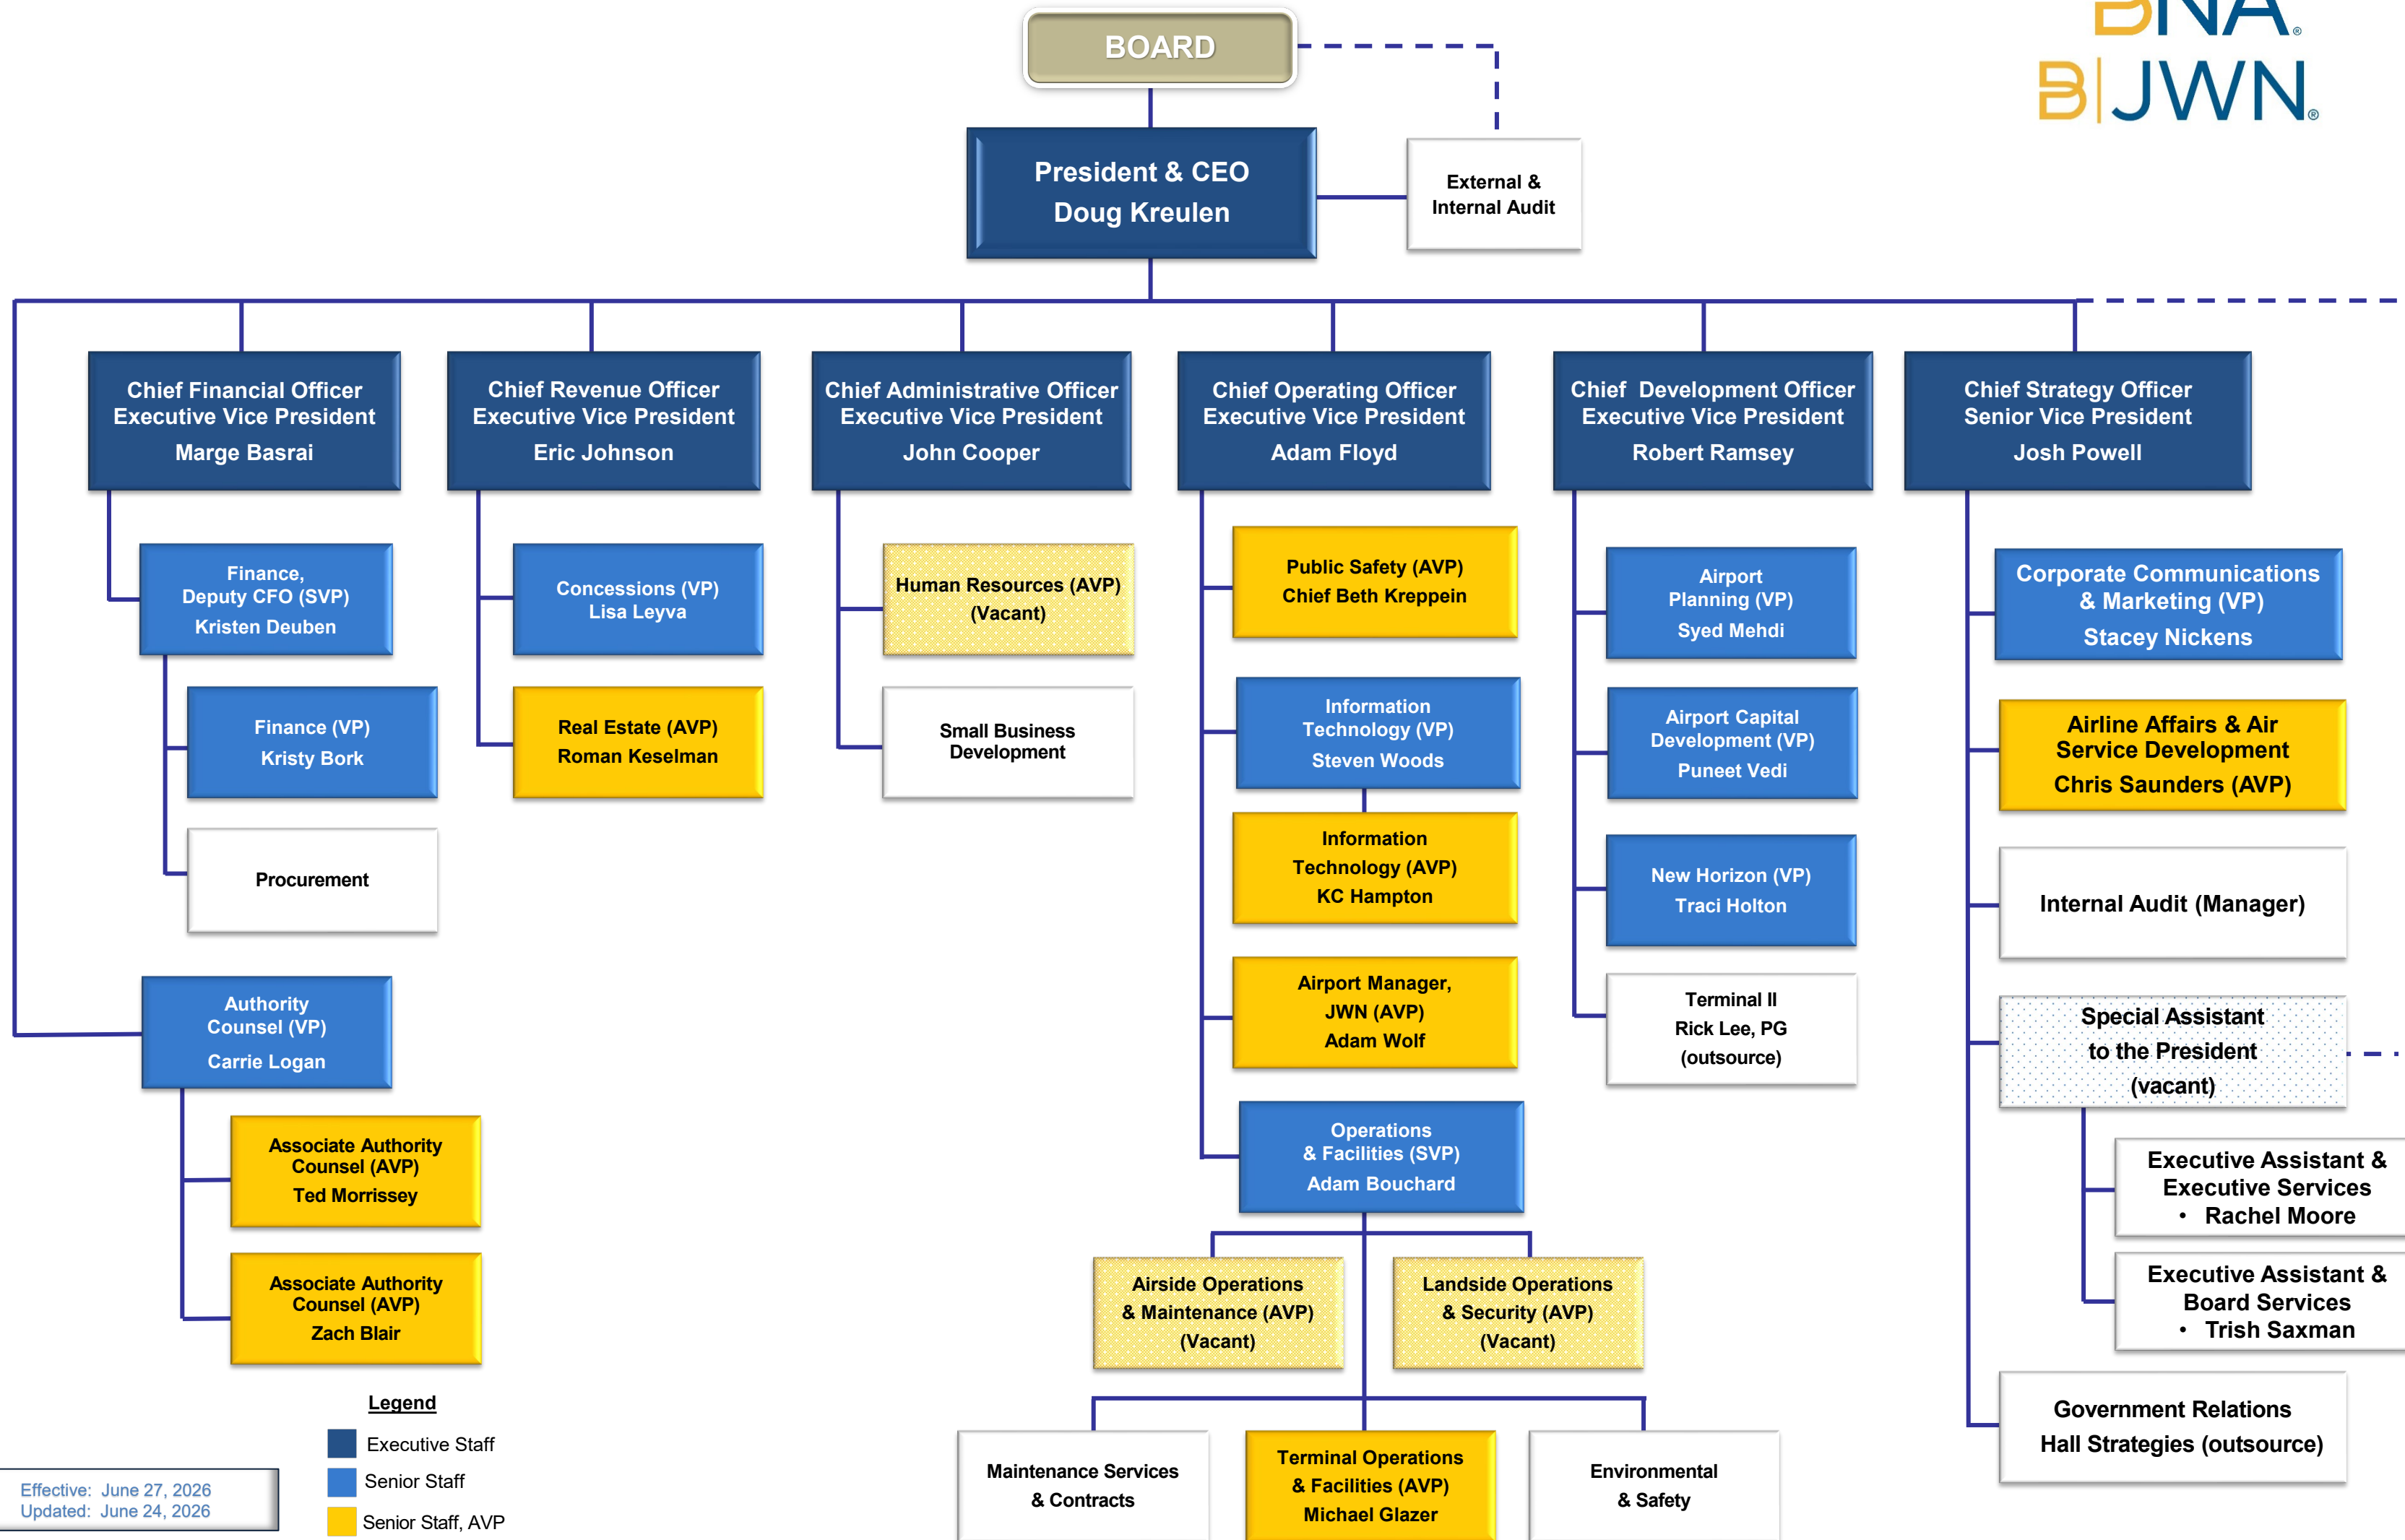 BNA®
B|JWN®
BOARD
President & CEO
Doug Kreulen
External &
Internal Audit
Chief Financial Officer
Executive Vice President
Marge Basrai
Chief Revenue Officer
Executive Vice President
Eric Johnson
Chief Administrative Officer
Executive Vice President
John Cooper
Chief Operating Officer
Executive Vice President
Adam Floyd
Chief Development Officer
Executive Vice President
Robert Ramsey
Chief Strategy Officer
Senior Vice President
Josh Powell
Finance,
Deputy CFO (SVP)
Kristen Deuben
Finance (VP)
Kristy Bork
Procurement
Authority
Counsel (VP)
Carrie Logan
Associate Authority
Counsel (AVP)
Ted Morrissey
Associate Authority
Counsel (AVP)
Zach Blair
Concessions (VP)
Lisa Leyva
Real Estate (AVP)
Roman Keselman
Human Resources (AVP)
(Vacant)
Small Business
Development
Public Safety (AVP)
Chief Beth Kreppein
Information
Technology (VP)
Steven Woods
Information
Technology (AVP)
KC Hampton
Airport Manager,
JWN (AVP)
Adam Wolf
Operations
& Facilities (SVP)
Adam Bouchard
Airside Operations
& Maintenance (AVP)
(Vacant)
Landside Operations
& Security (AVP)
(Vacant)
Maintenance Services
& Contracts
Terminal Operations
& Facilities (AVP)
Michael Glazer
Environmental
& Safety
Airport
Planning (VP)
Syed Mehdi
Airport Capital
Development (VP)
Puneet Vedi
New Horizon (VP)
Traci Holton
Terminal II
Rick Lee, PG
(outsource)
Corporate Communications
& Marketing (VP)
Stacey Nickens
Airline Affairs & Air
Service Development
Chris Saunders (AVP)
Internal Audit (Manager)
Special Assistant
to the President
(vacant)
Executive Assistant &
Executive Services
• Rachel Moore
Executive Assistant &
Board Services
• Trish Saxman
Government Relations
Hall Strategies (outsource)
Legend
Executive Staff
Senior Staff
Senior Staff, AVP
Effective: June 27, 2026
Updated: June 24, 2026